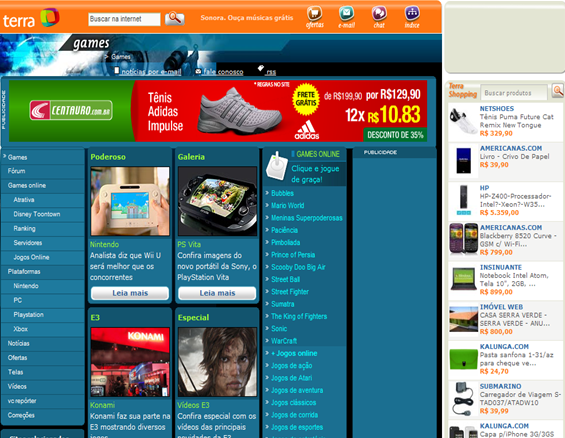 terra
Buscar na internet
Sonora. Ouça músicas grátis
ofertas
e-mail
chat
índice
games
> Games
notícias por e-mail
fale conosco
rss
PUBLICIDADE
CENTAURO.com.br
Tênis
Adidas
Impulse
* REGRAS NO SITE
FRETE
GRÁTIS*
adidas
de R$199,90 por R$129,90
12x R$10.83
DESCONTO DE 35%
Games
Fórum
Games online
Atrativa
Disney Toontown
Ranking
Servidores
Jogos Online
Plataformas
Nintendo
PC
Playstation
Xbox
Notícias
Ofertas
Telas
Vídeos
vc repórter
Correções
Poderoso
Nintendo
Analista diz que Wii U
será melhor que os
concorrentes
Leia mais
Galeria
PS Vita
Confira imagens do
novo portátil da Sony, o
PlayStation Vita
Leia mais
E3
KONAMI
Konami
Konami faz sua parte
na E3 mostrando
diversos
Especial
Vídeos E3
Confira especial com os
vídeos das principais
GAMES ONLINE
Clique e jogue
de graça!
Bubbles
Mario World
Meninas Superpoderosas
Paciência
Pinbolada
Prince of Persia
Scooby Doo Big Air
Street Ball
Street Fighter
Sumatra
The King of Fighters
Sonic
WarCraft
+ Jogos online
Jogos de ação
Jogos de Atari
Jogos de aventura
Jogos clássicos
Jogos de corrida
Jogos de esportes
PUBLICIDADE
Terra
Shopping
Buscar produtos
NETSHOES
Tênis Puma Future Cat
Remix New Tongue
R$ 329,90
AMERICANAS.COM
Livro - Crivo De Papel
R$ 39,90
HP
HP-Z400-Processador-
Intel?-Xeon?-W35...
R$ 5.359,00
AMERICANAS.COM
Blackberry 8520 Curve -
GSM c/ Wi-Fi...
R$ 799,00
INSINUANTE
Notebook Intel Atom,
Tela 10", 2GB, ...
R$ 899,00
IMÓVEL WEB
CASA SERRA VERDE -
SERRA VERDE - ANU...
R$ 800,00
KALUNGA.COM
Pasta sanfona 1-31/az
para cheque ve...
R$ 24,70
SUBMARINO
Carregador de Viagem S-
TAD037/ATADW10
R$ 39,99
KALUNGA.COM
Capa p/iPhone 3G/3GS